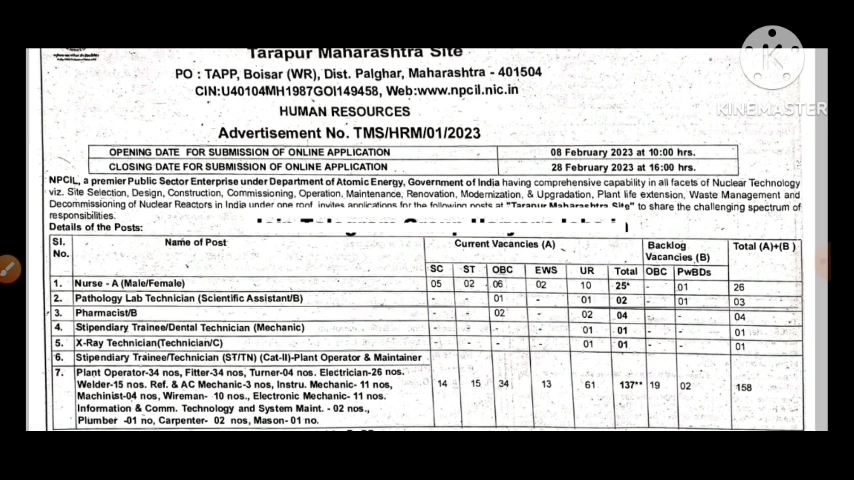 Tarapur Maharashtra Site
PO : TAPP, Boisar (WR), Dist. Palghar, Maharashtra - 401504
CIN:U40104MH1987GOI149458, Web:www.npcil.nic.in
KINEMASTER
HUMAN RESOURCES
Advertisement No. TMS/HRM/01/2023
OPENING DATE FOR SUBMISSION OF ONLINE APPLICATION 08 February 2023 at 10:00 hrs.
CLOSING DATE FOR SUBMISSION OF ONLINE APPLICATION 28 February 2023 at 16:00 hrs.
NPCIL, a premier Public Sector Enterprise under Department of Atomic Energy, Government of India having comprehensive capability in all facets of Nuclear Technology
viz. Site Selection, Design, Construction, Commissioning, Operation, Maintenance, Renovation, Modernization, & Upgradation, Plant life extension, Waste Management and
Decommissioning of Nuclear Reactors in India under one roof, invites applications for the following posts at "Tarapur Maharashtra Site" to share the challenging spectrum of
responsibilities.
Details of the Posts:
Sl. No. Name of Post Current Vacancies (A) Backlog Vacancies (B) Total (A)+(B)
SC ST OBC EWS UR Total OBC PwBDs
1. Nurse - A (Male/Female) 05 02 06 02 10 25* - 01 26
2. Pathology Lab Technician (Scientific Assistant/B) - - 01 - 01 02 - 01 03
3. Pharmacist/B - - 02 - 02 04 - - 04
4. Stipendiary Trainee/Dental Technician (Mechanic) - - - - 01 01 - - 01
5. X-Ray Technician(Technician/C) - - - - 01 01 - - 01
6. Stipendiary Trainee/Technician (ST/TN) (Cat-II)-Plant Operator & Maintainer
7. Plant Operator-34 nos, Fitter-34 nos, Turner-04 nos. Electrician-26 nos.
Welder-15 nos. Ref. & AC Mechanic-3 nos, Instru. Mechanic- 11 nos, 14 15 34 13 61 137** 19 02 158
Machinist-04 nos, Wireman- 10 nos., Electronic Mechanic- 11 nos.
Information & Comm. Technology and System Maint. - 02 nos.,
Plumber -01 no, Carpenter- 02 nos, Mason-01 no.